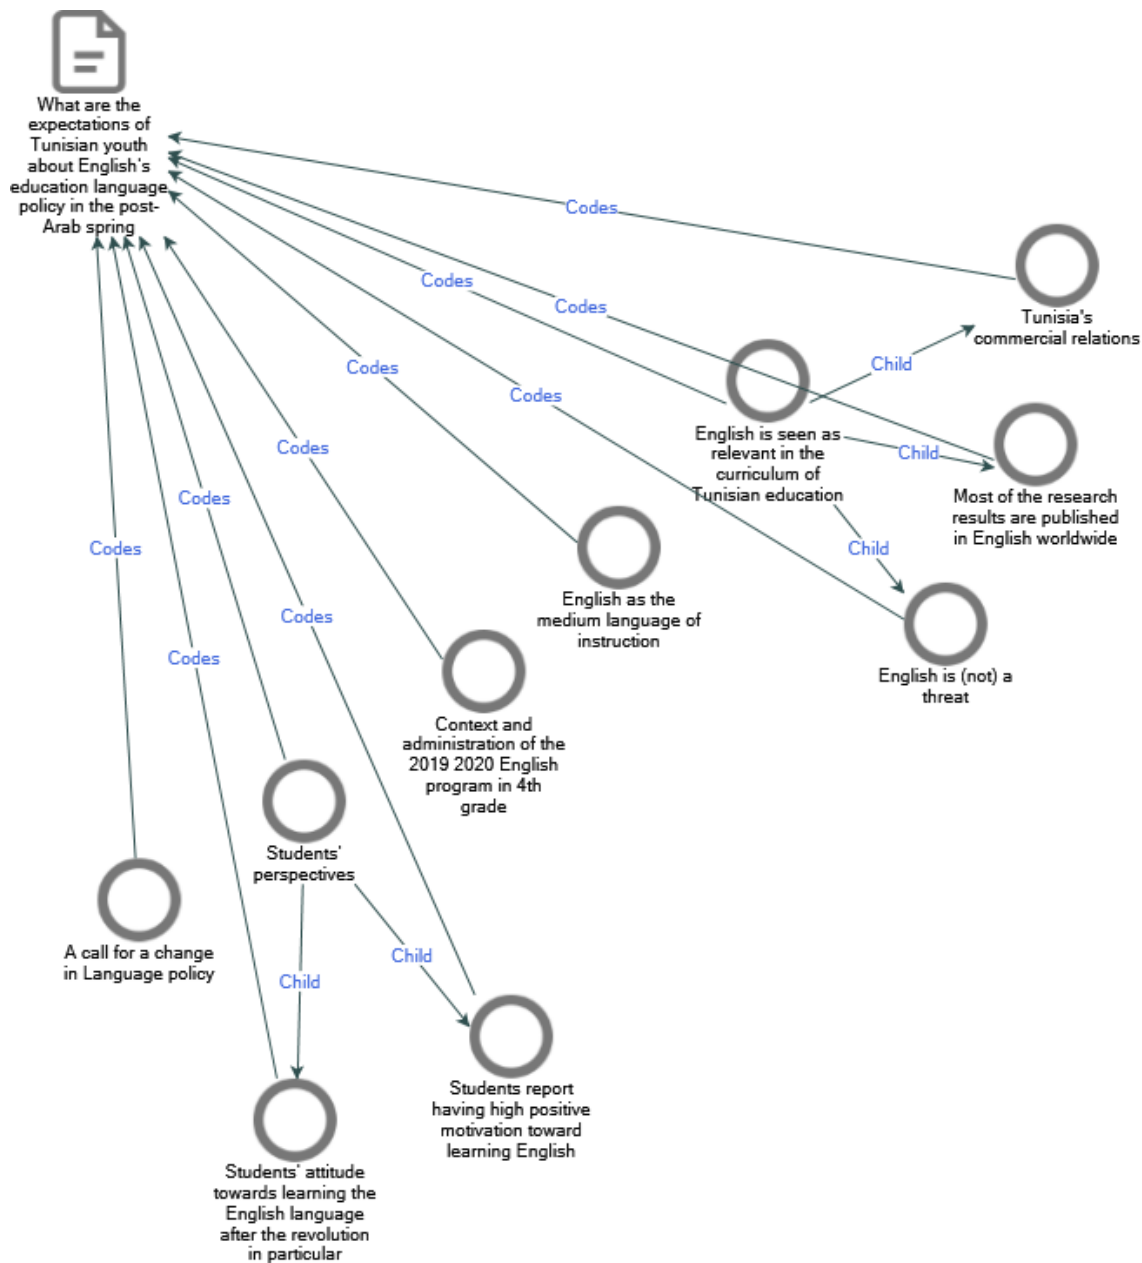 What are the
expectations of
Tunisian youth
about English's
education language
policy in the post-
Arab spring
Codes
Tunisia's
commercial relations
Codes
Codes
Child
Codes
Codes
English is seen as
relevant in the
curriculum of
Tunisian education
Child
Most of the research
results are published
in English worldwide
Codes
Codes
Child
Codes
English as the
medium language of
instruction
Codes
Codes
English is (not) a
threat
Context and
administration of the
2019 2020 English
program in 4th
grade
Students'
perspectives
A call for a change
in Language policy
Child
Child
Students report
having high positive
motivation toward
learning English
Students' attitude
towards learning the
English language
after the revolution
in particular